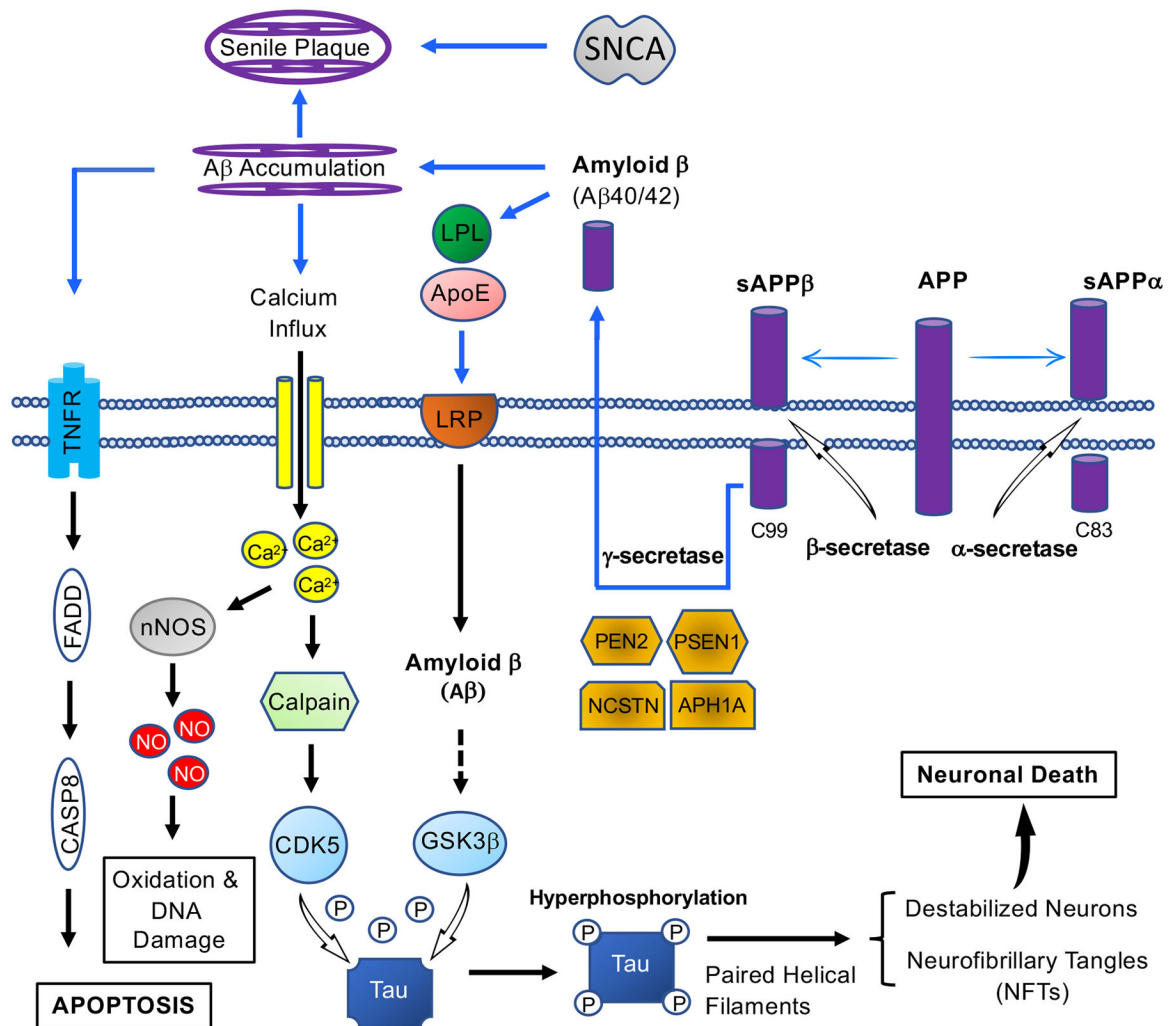 Senile Plaque
SNCA
Aβ Accumulation
Amyloid β
(Aβ40/42)
LPL
ApoE
Calcium
Influx
sAPPβ
APP
sAPPα
TNFR
LRP
C99
C83
β-secretase
α-secretase
γ-secretase
Ca²⁺
Ca²⁺
Ca²⁺
FADD
nNOS
PEN2
PSEN1
NCSTN
APH1A
Calpain
Amyloid β
(Aβ)
NO
NO
NO
CASP8
CDK5
GSK3β
Neuronal Death
Oxidation &
DNA
Damage
P
P
P
Hyperphosphorylation
P
P
Tau
Tau
P
P
Paired Helical
Filaments
Destabilized Neurons
Neurofibrillary Tangles
(NFTs)
APOPTOSIS